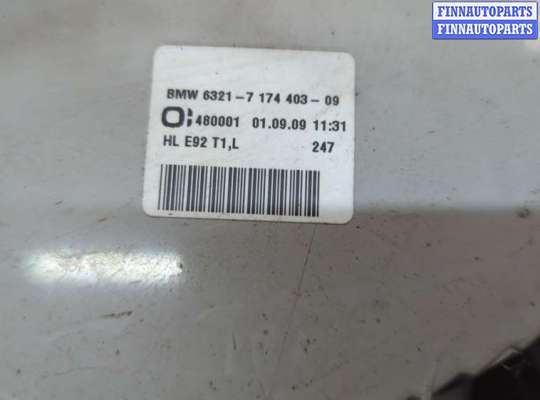 FINNAUTOPARTS
FINNAUTOPARTS
BMW 6321-7 174 403-09
480001 01.09.09 11:31
HL E92 T1,L 247